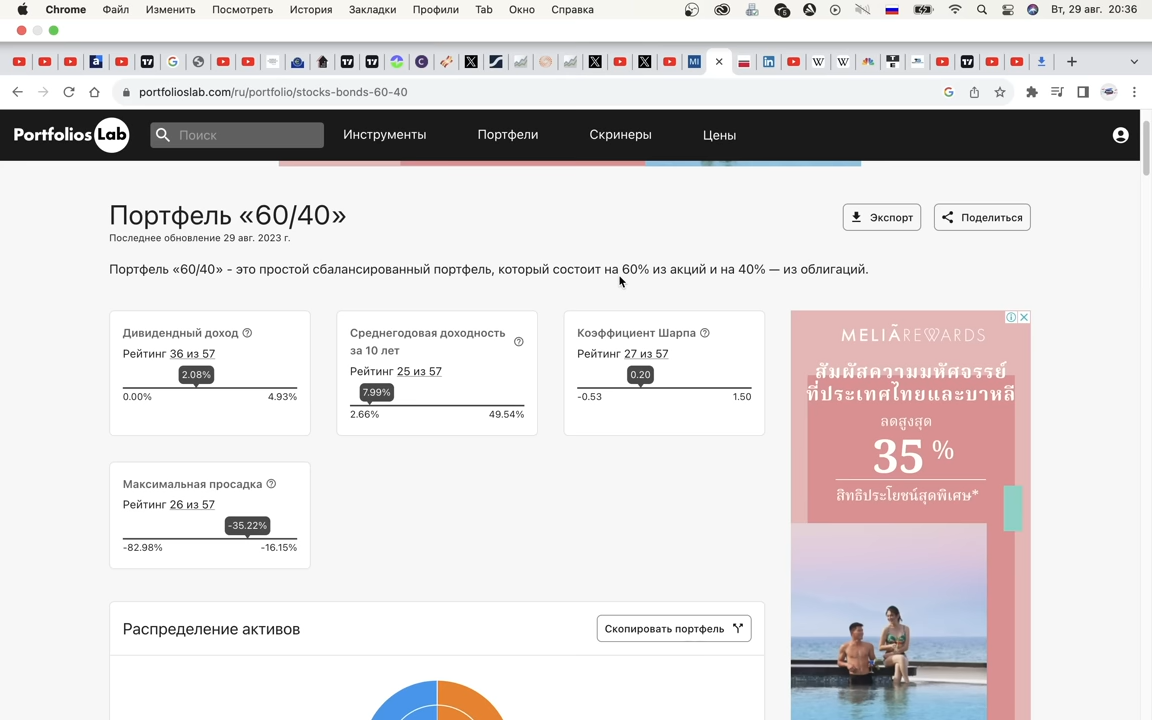 Chrome Файл Изменить Посмотреть История Закладки Профили Tab Окно Справка Вт, 29 авг. 20:36
portfolioslab.com/ru/portfolio/stocks-bonds-60-40
Portfolios Lab Поиск Инструменты Портфели Скринеры Цены
Портфель «60/40»
Экспорт Поделиться
Последнее обновление 29 авг. 2023 г.
Портфель «60/40» - это простой сбалансированный портфель, который состоит на 60% из акций и на 40% — из облигаций.
Дивидендный доход
Рейтинг 36 из 57
2.08%
0.00% 4.93%
Среднегодовая доходность
за 10 лет
Рейтинг 25 из 57
7.99%
2.66% 49.54%
Коэффициент Шарпа
Рейтинг 27 из 57
0.20
-0.53 1.50
Максимальная просадка
Рейтинг 26 из 57
-35.22%
-82.98% -16.15%
Распределение активов
Скопировать портфель
MELIÃ REWARDS
สัมผัสความมหัศจรรย์
ที่ประเทศไทยและบาหลี
ลดสูงสุด
35 %
สิทธิประโยชน์สุดพิเศษ*